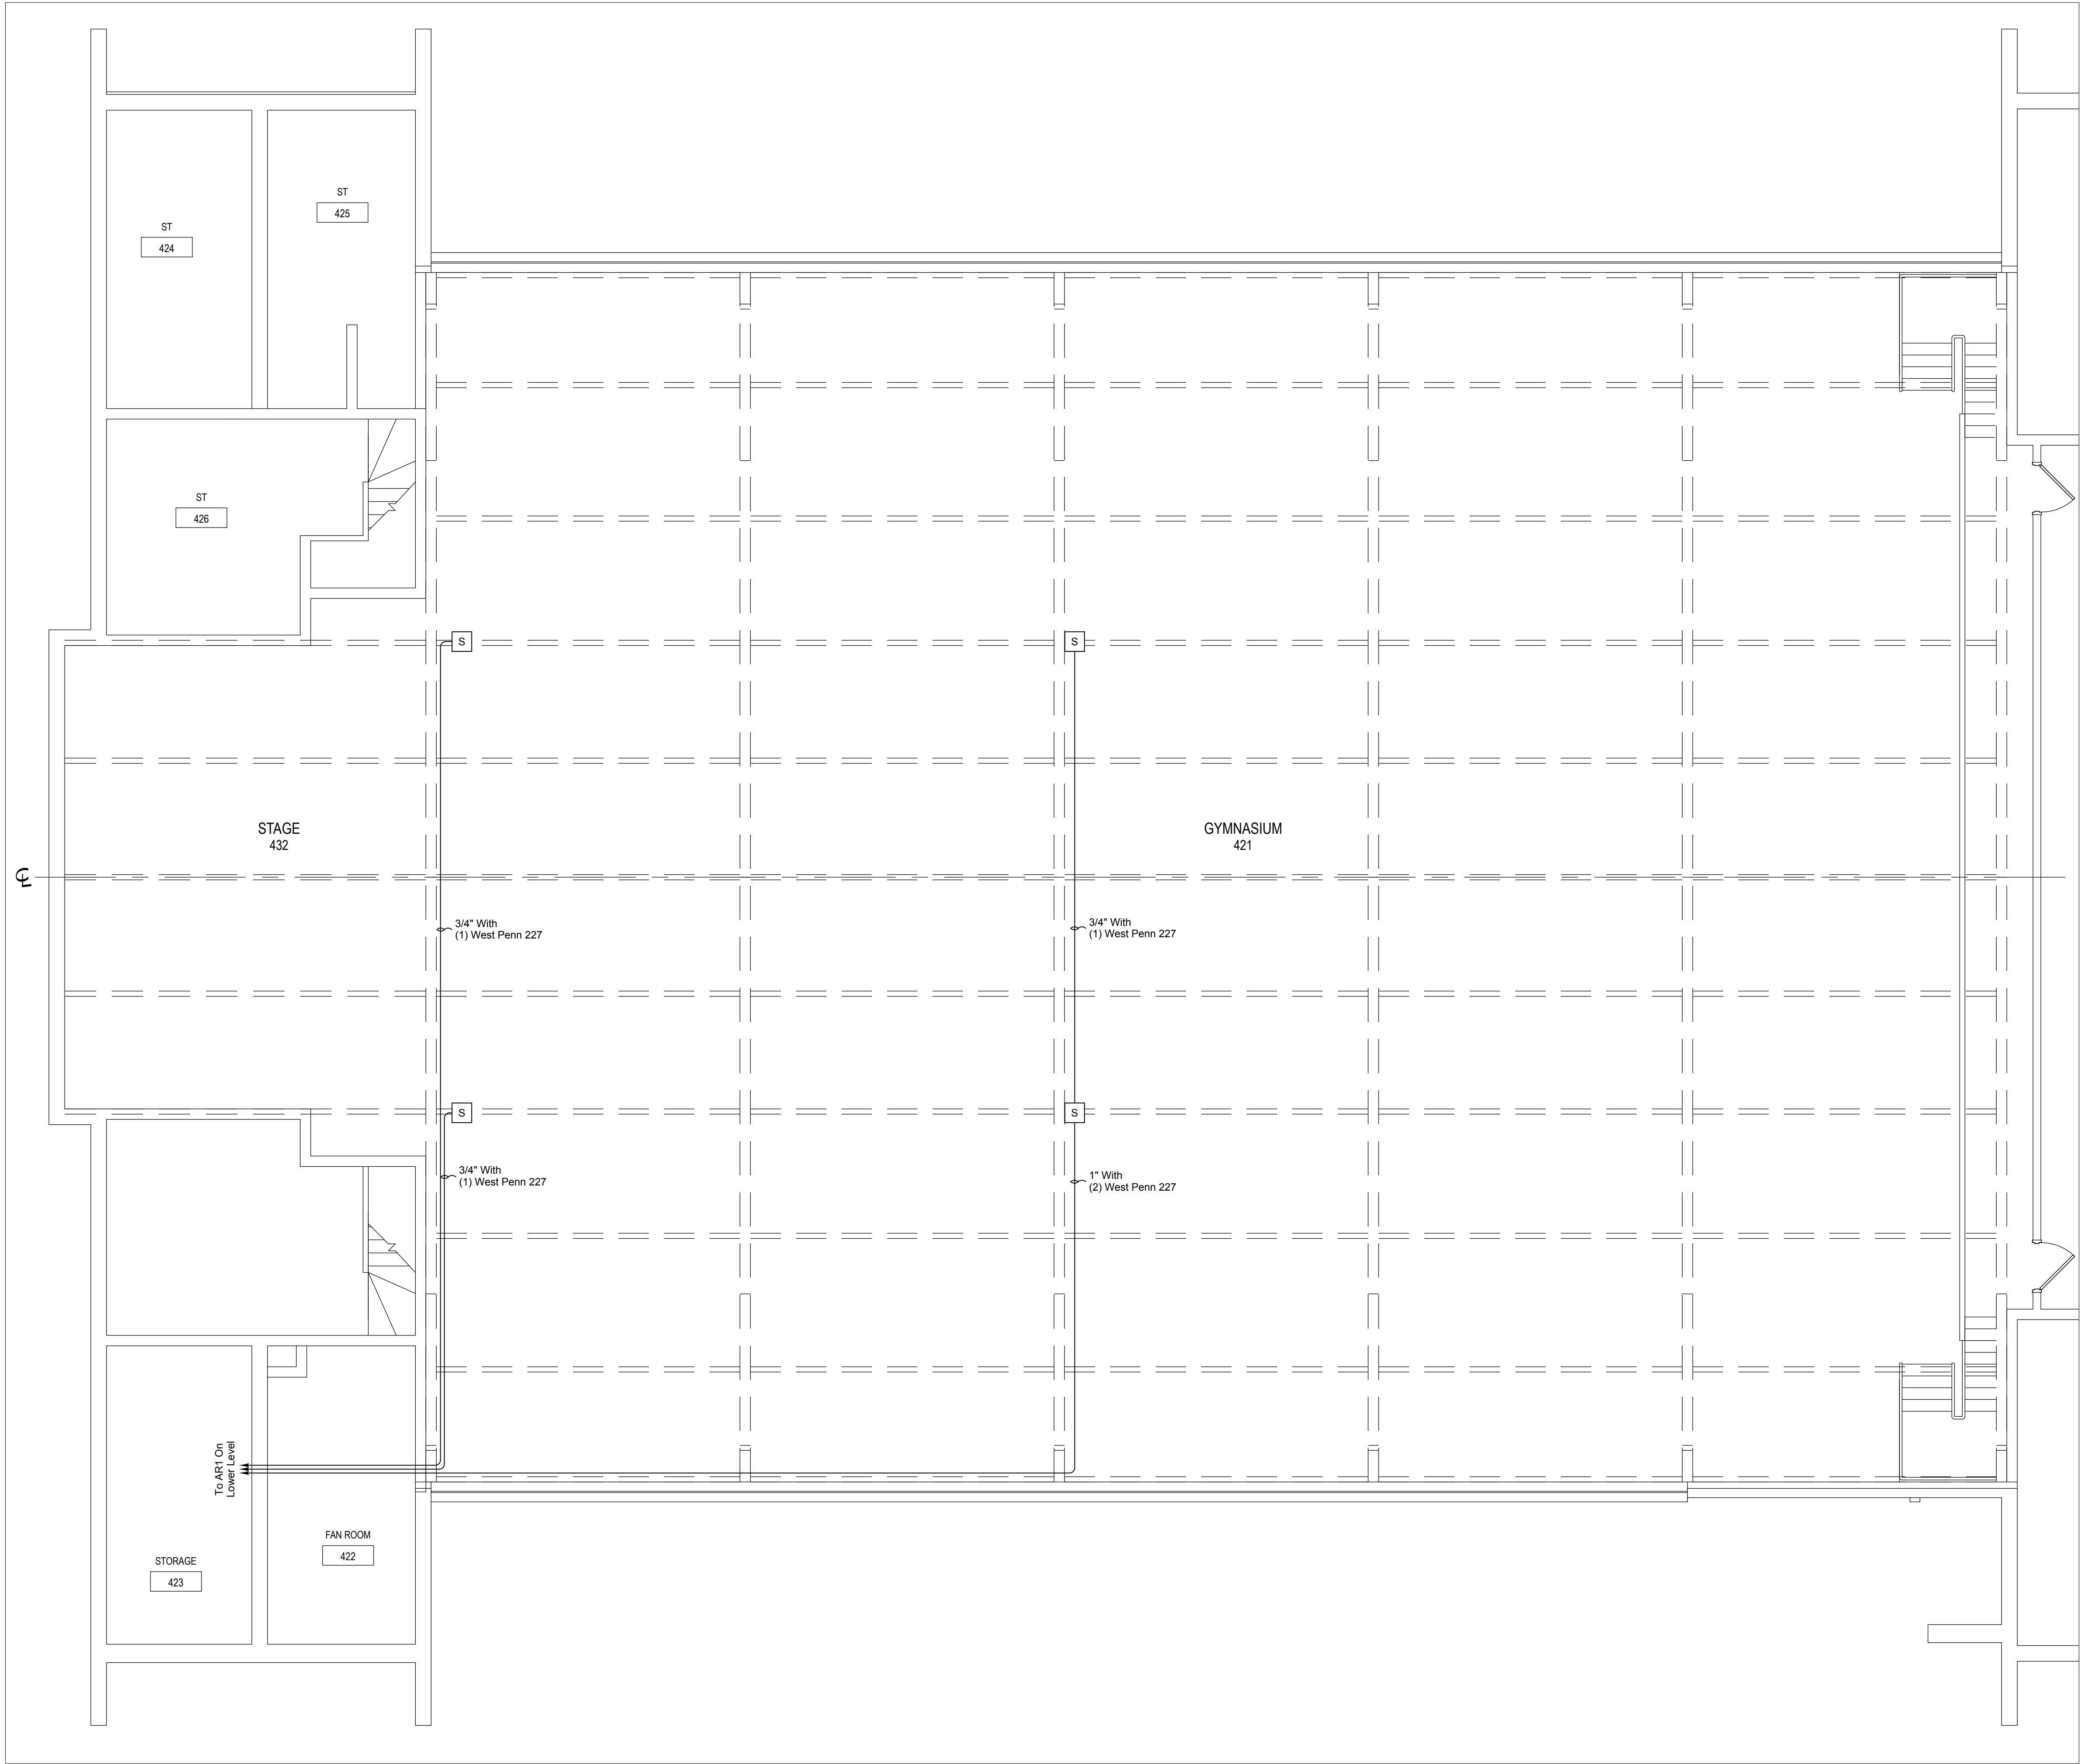 ST
425
ST
424
ST
426
S
S
STAGE
432
GYMNASIUM
421
℄
3/4" With
(1) West Penn 227
3/4" With
(1) West Penn 227
S
S
3/4" With
(1) West Penn 227
1" With
(2) West Penn 227
To AR1 On
Lower Level
FAN ROOM
422
STORAGE
423